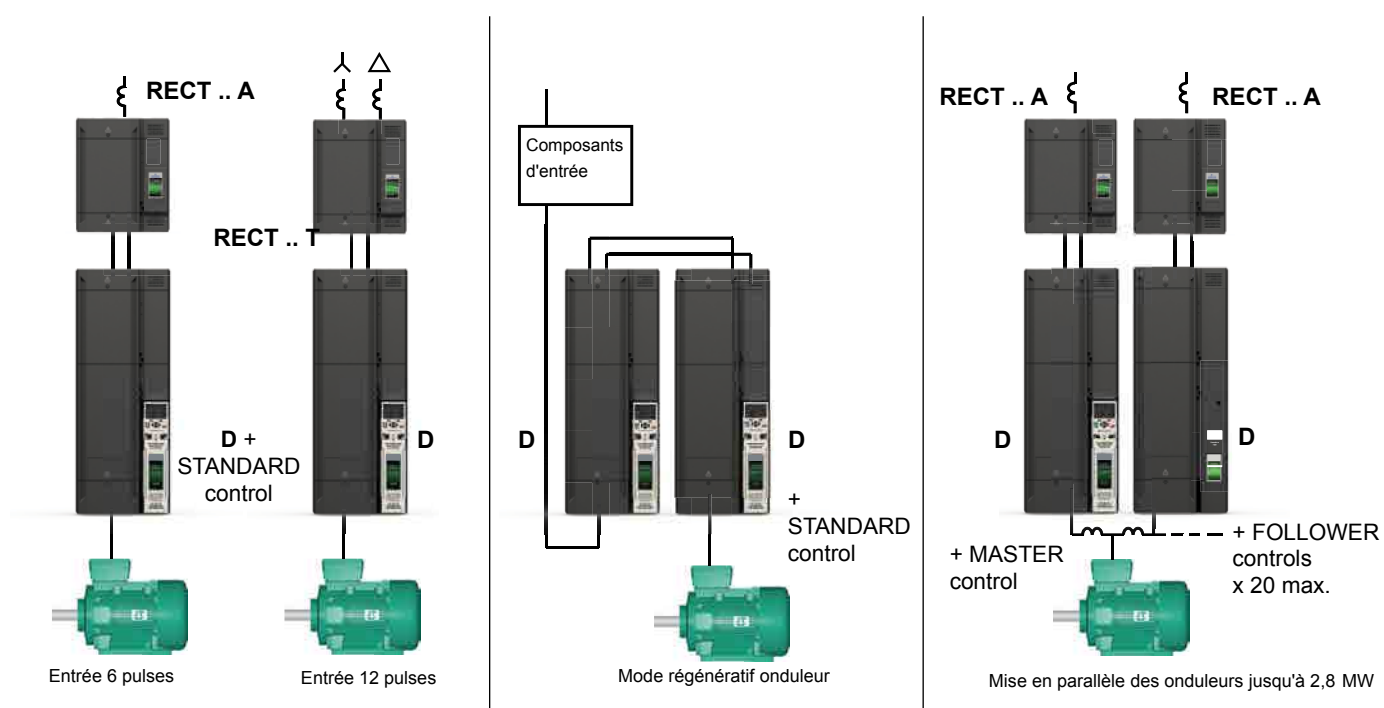 RECT .. A
RECT .. T
D +
STANDARD
control
D
Entrée 6 pulses
Entrée 12 pulses
Composants
d'entrée
D
D
+
STANDARD
control
Mode régénératif onduleur
RECT .. A
RECT .. A
D
D
+ MASTER
control
+ FOLLOWER
controls
x 20 max.
Mise en parallèle des onduleurs jusqu'à 2,8 MW